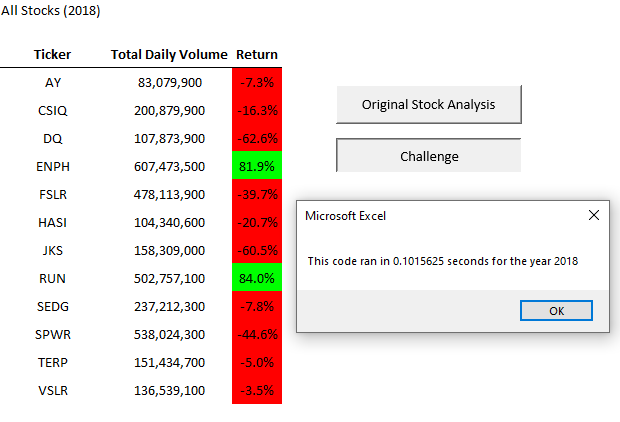 All Stocks (2018)
Ticker Total Daily Volume Return
AY 83,079,900 -7.3%
CSIQ 200,879,900 -16.3%
DQ 107,873,900 -62.6%
ENPH 607,473,500 81.9%
FSLR 478,113,900 -39.7%
HASI 104,340,600 -20.7%
JKS 158,309,000 -60.5%
RUN 502,757,100 84.0%
SEDG 237,212,300 -7.8%
SPWR 538,024,300 -44.6%
TERP 151,434,700 -5.0%
VSLR 136,539,100 -3.5%
Original Stock Analysis
Challenge
Microsoft Excel
This code ran in 0.1015625 seconds for the year 2018
OK